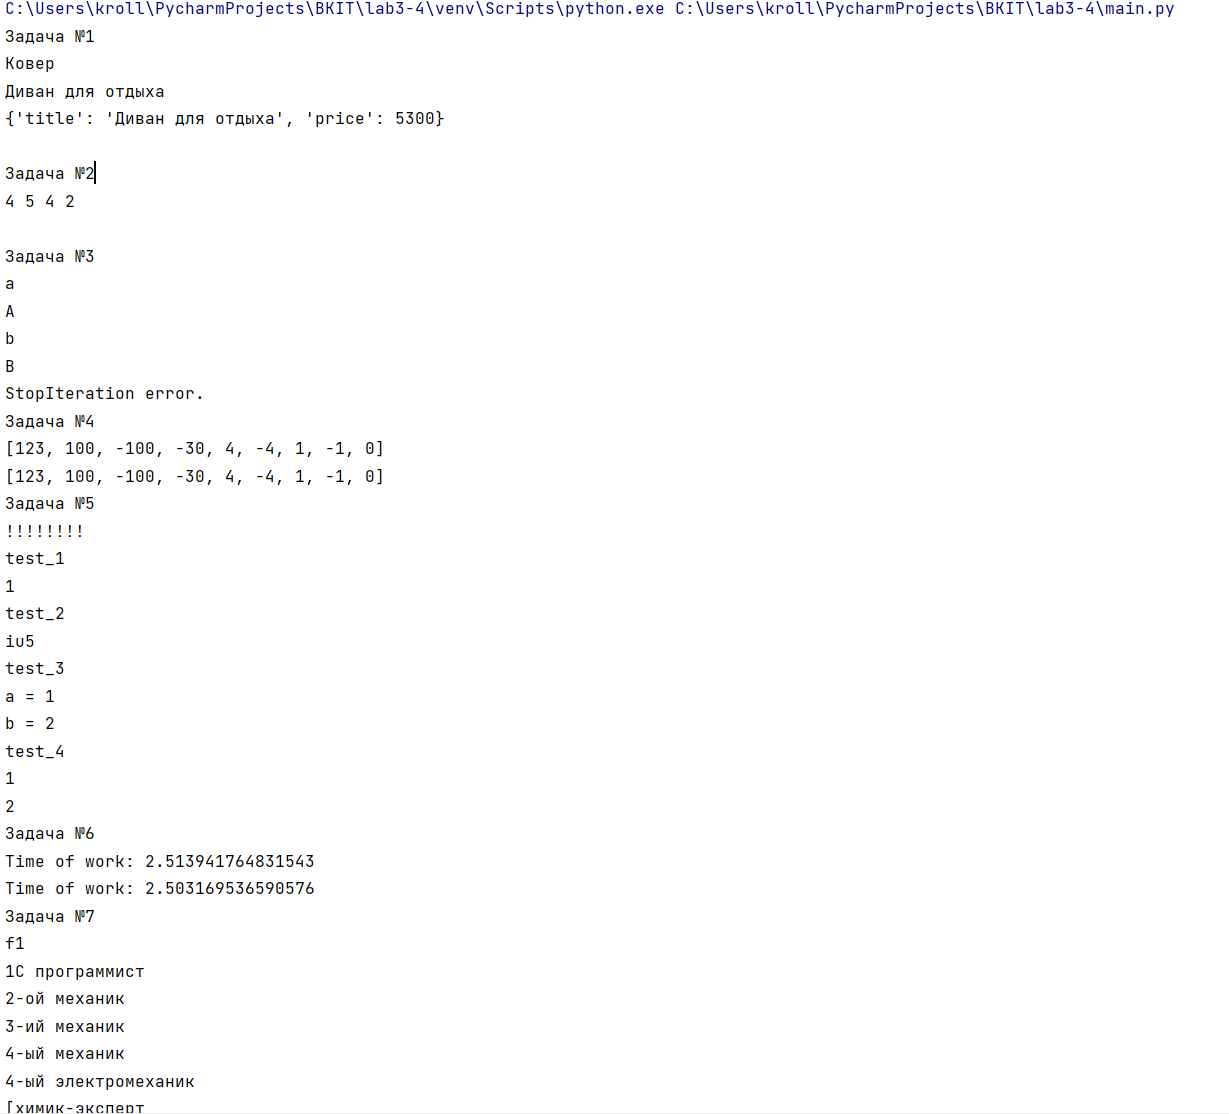 C:\Users\kroll\PycharmProjects\BKIT\lab3-4\venv\Scripts\python.exe C:\Users\kroll\PycharmProjects\BKIT\lab3-4\main.py
Задача №1
Ковер
Диван для отдыха
{'title': 'Диван для отдыха', 'price': 5300}
Задача №2
4 5 4 2
Задача №3
a
A
b
B
StopIteration error.
Задача №4
[123, 100, -100, -30, 4, -4, 1, -1, 0]
[123, 100, -100, -30, 4, -4, 1, -1, 0]
Задача №5
!!!!!!!!
test_1
1
test_2
iu5
test_3
a = 1
b = 2
test_4
1
2
Задача №6
Time of work: 2.513941764831543
Time of work: 2.503169536590576
Задача №7
f1
1С программист
2-ой механик
3-ий механик
4-ый механик
4-ый электромеханик
[химик-эксперт